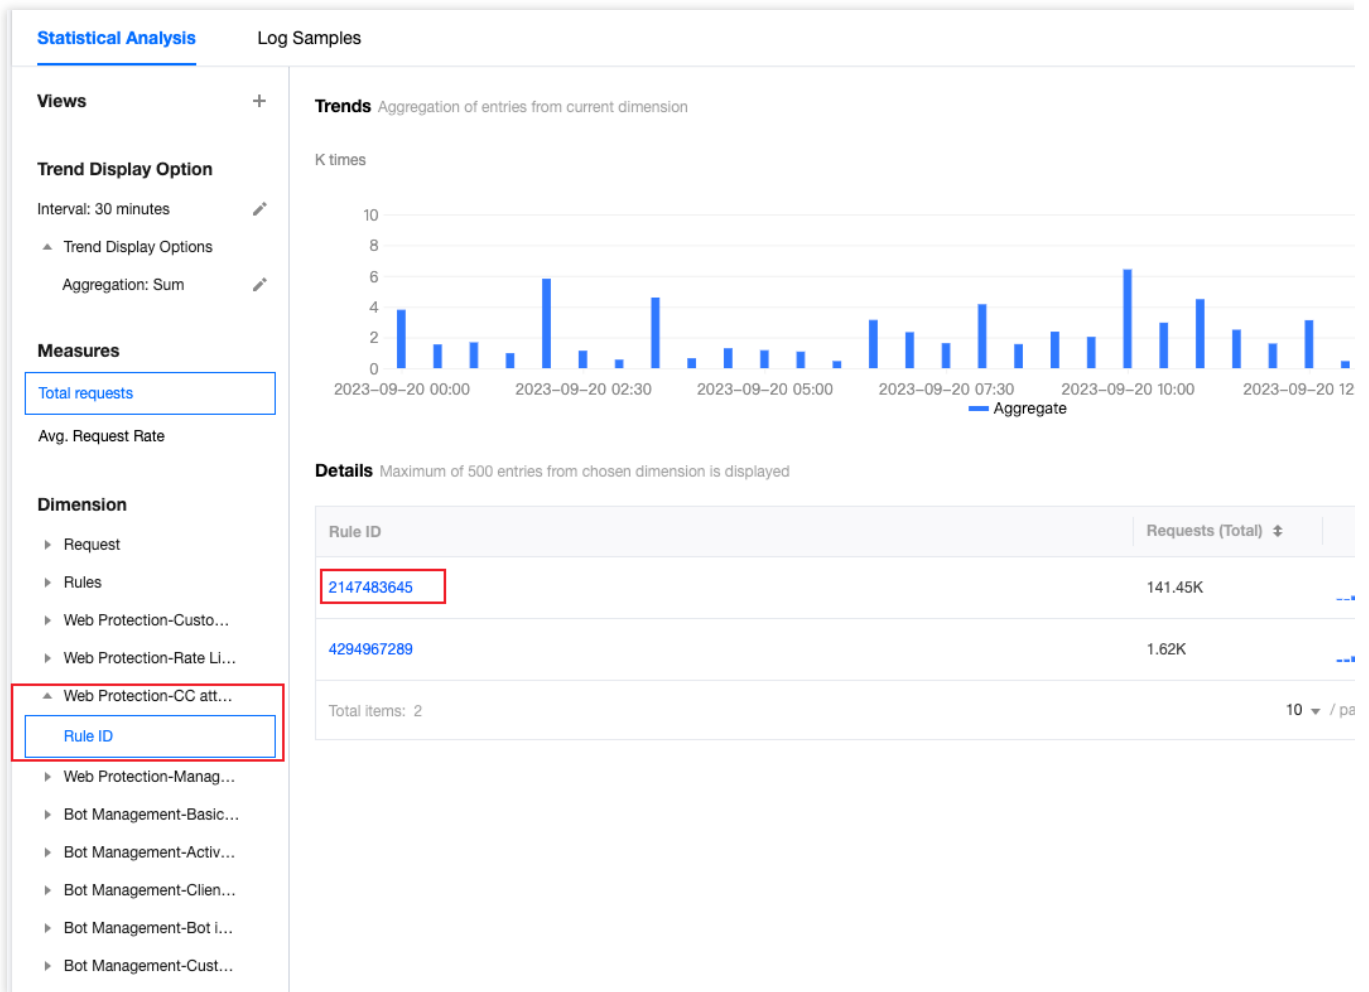 Statistical Analysis
Log Samples
Views
Trends Aggregation of entries from current dimension
K times
Trend Display Option
Interval: 30 minutes
Trend Display Options
Aggregation: Sum
10
8
6
4
2
0
2023-09-20 00:00 2023-09-20 02:30 2023-09-20 05:00 2023-09-20 07:30 2023-09-20 10:00 2023-09-20 12
Aggregate
Measures
Total requests
Avg. Request Rate
Details Maximum of 500 entries from chosen dimension is displayed
Rule ID Requests (Total)
2147483645 141.45K
4294967289 1.62K
Total items: 2 10 / pa
Dimension
Request
Rules
Web Protection-Custo...
Web Protection-Rate Li...
Web Protection-CC att...
Rule ID
Web Protection-Manag...
Bot Management-Basic...
Bot Management-Activ...
Bot Management-Clien...
Bot Management-Bot i...
Bot Management-Cust...